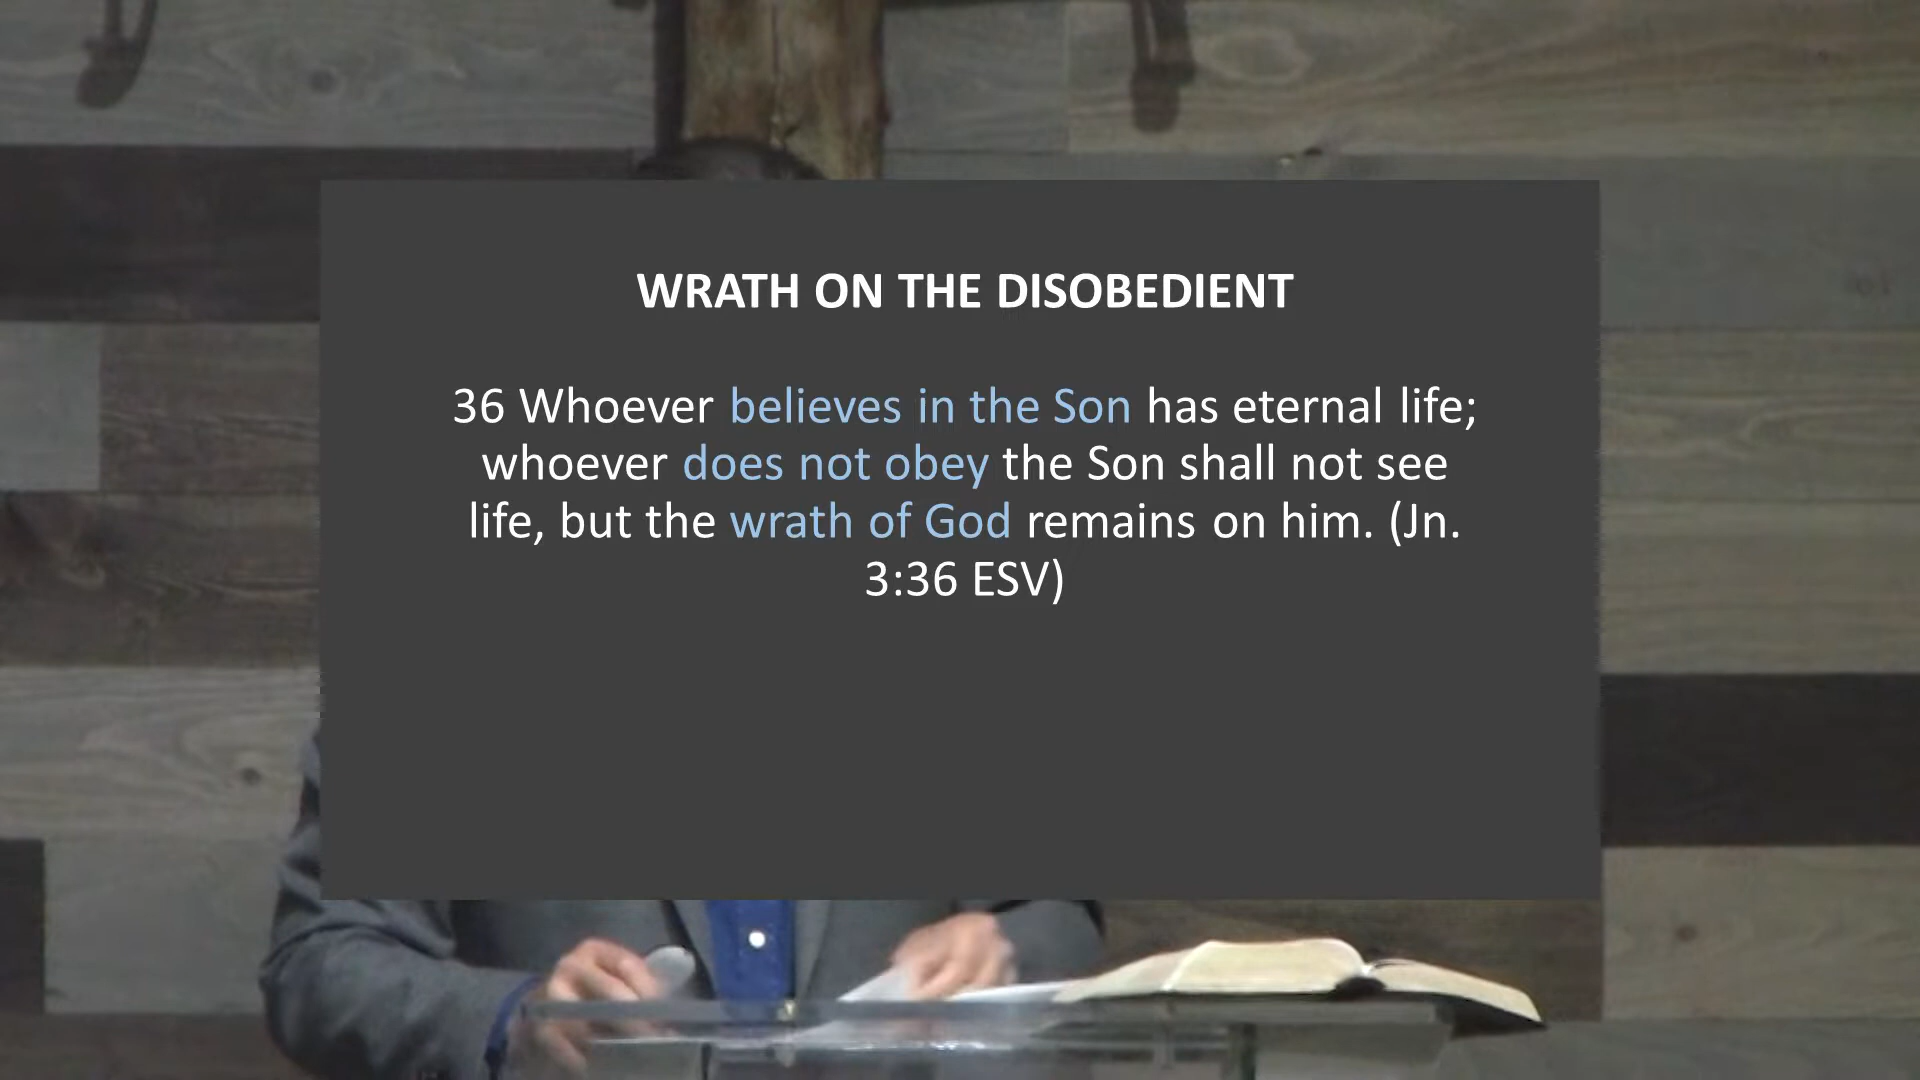 WRATH ON THE DISOBEDIENT
36 Whoever believes in the Son has eternal life;
whoever does not obey the Son shall not see
life, but the wrath of God remains on him. (Jn.
3:36 ESV)